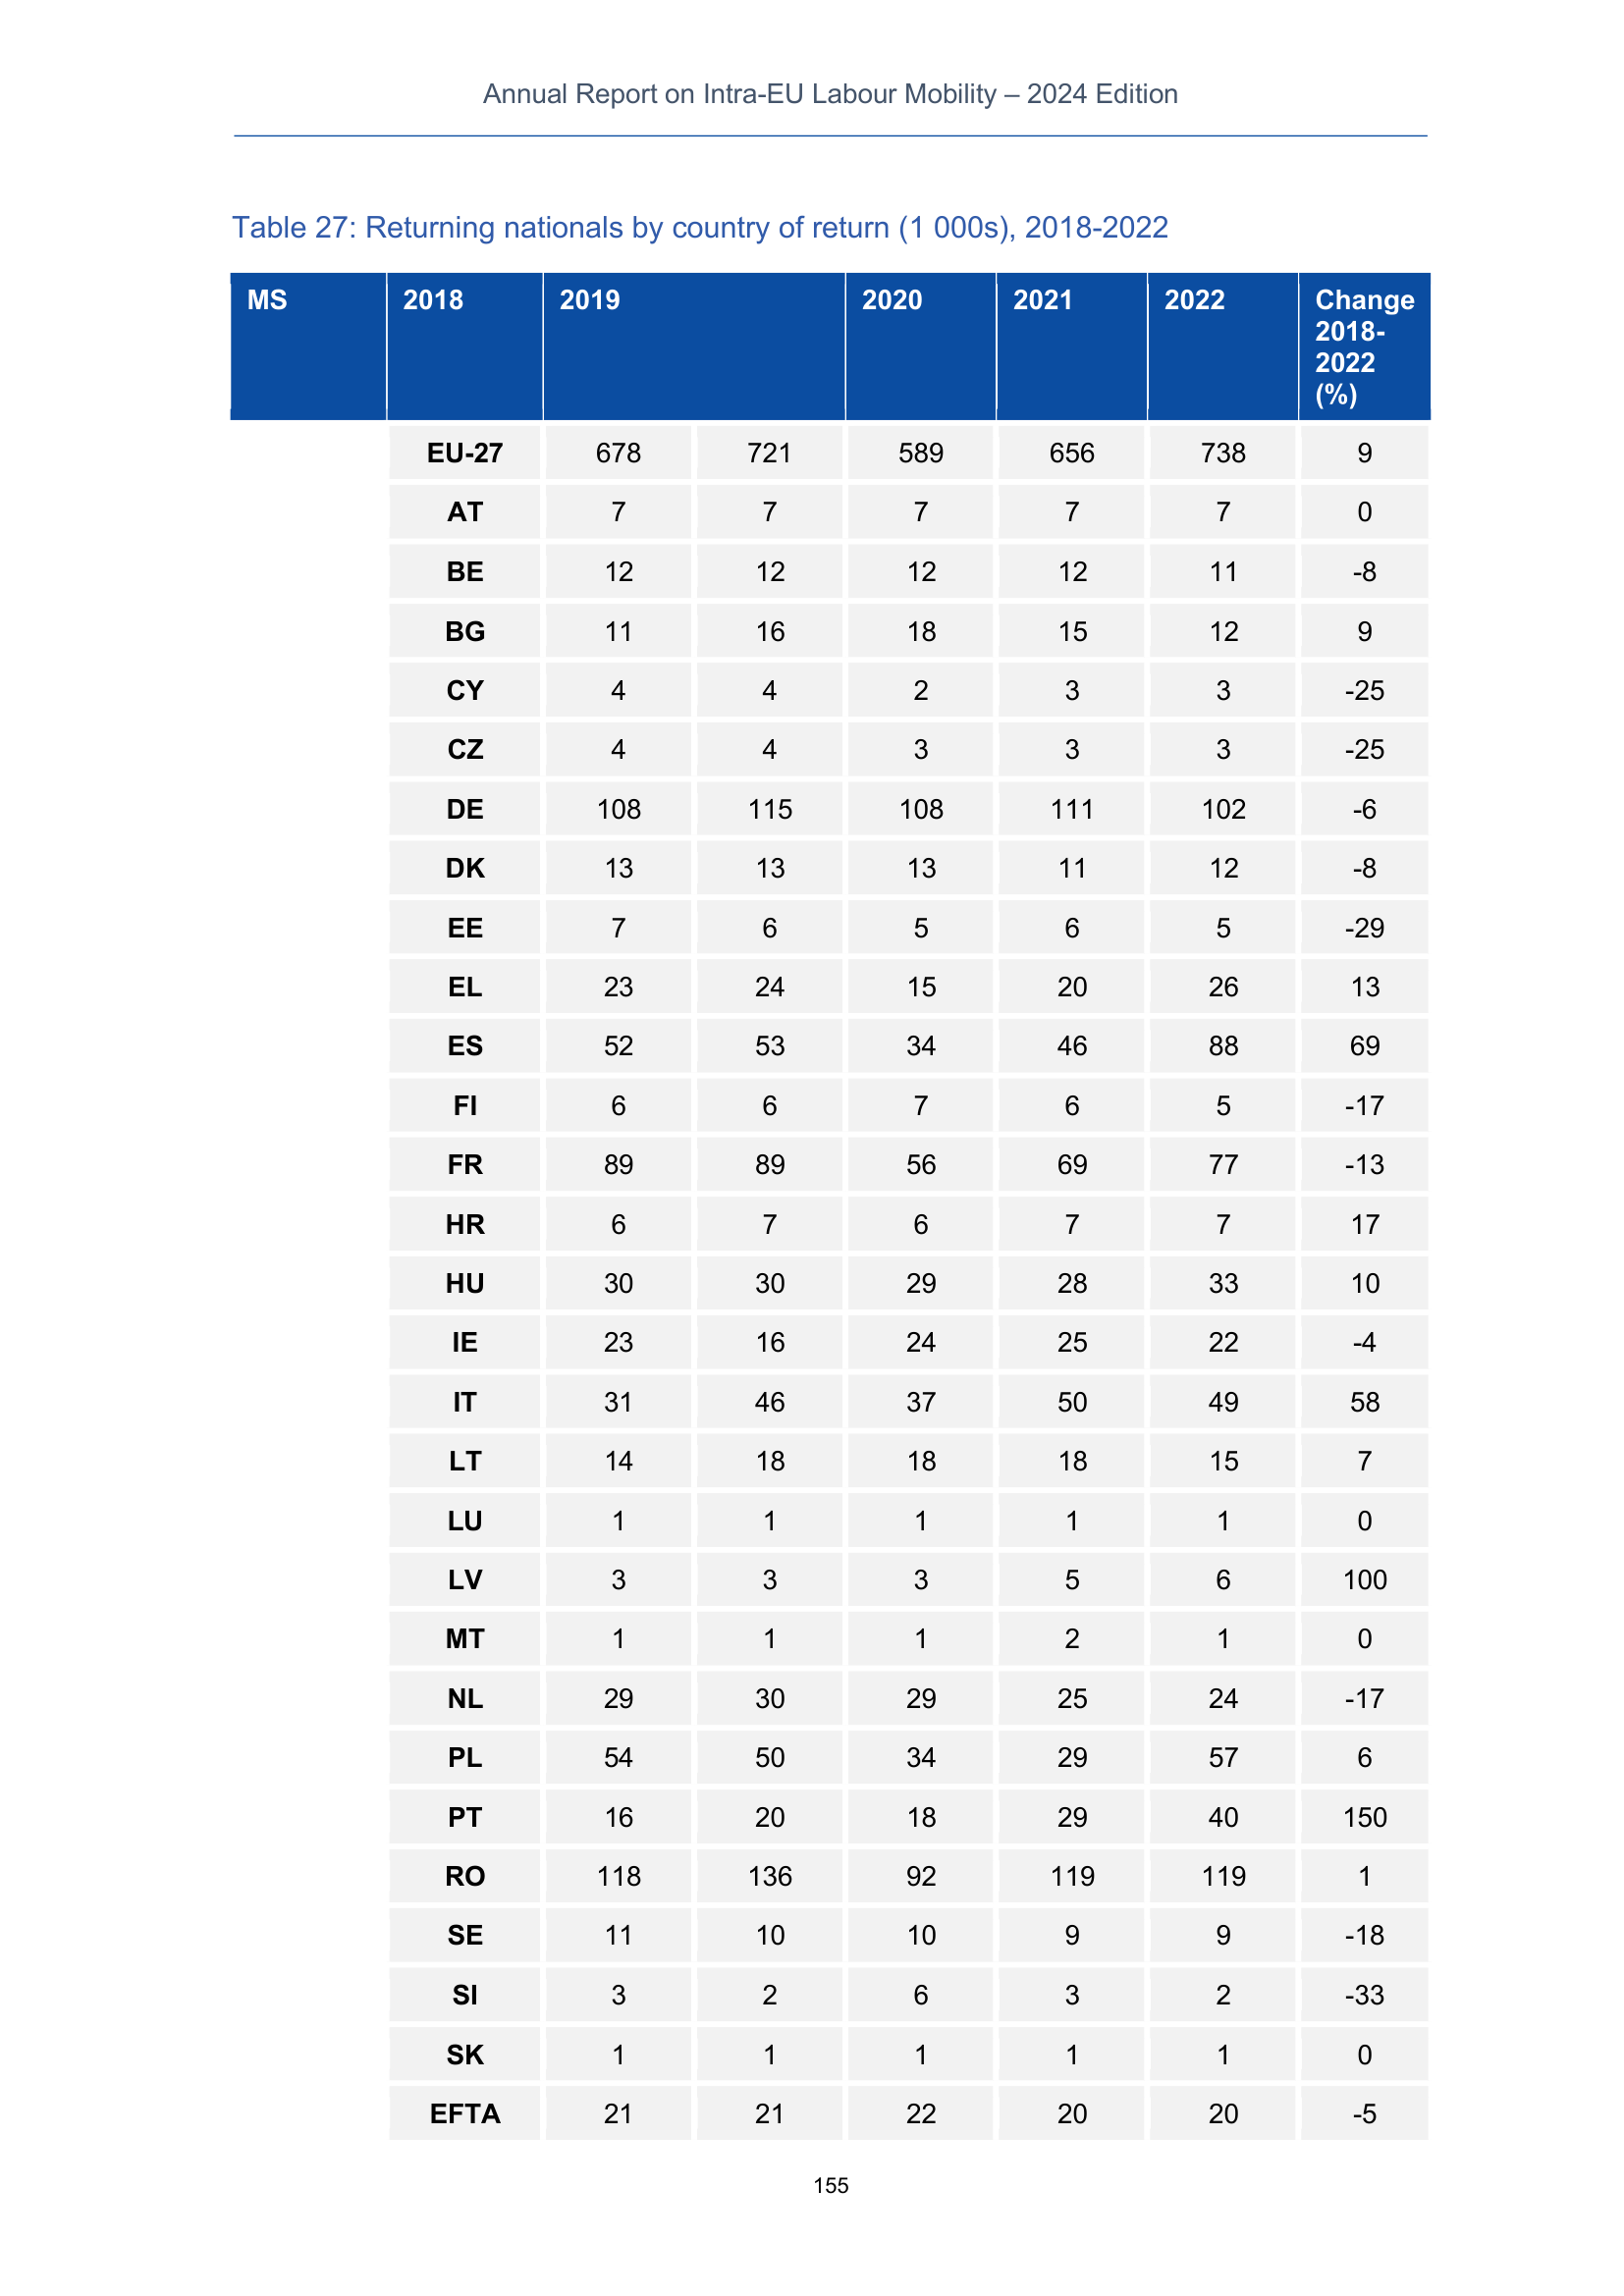 Annual Report on Intra-EU Labour Mobility – 2024 Edition
Table 27: Returning nationals by country of return (1 000s), 2018-2022
MS 2018 2019 2020 2021 2022 Change
2018-
2022
(%)
EU-27 678 721 589 656 738 9
AT 7 7 7 7 7 0
BE 12 12 12 12 11 -8
BG 11 16 18 15 12 9
CY 4 4 2 3 3 -25
CZ 4 4 3 3 3 -25
DE 108 115 108 111 102 -6
DK 13 13 13 11 12 -8
EE 7 6 5 6 5 -29
EL 23 24 15 20 26 13
ES 52 53 34 46 88 69
FI 6 6 7 6 5 -17
FR 89 89 56 69 77 -13
HR 6 7 6 7 7 17
HU 30 30 29 28 33 10
IE 23 16 24 25 22 -4
IT 31 46 37 50 49 58
LT 14 18 18 18 15 7
LU 1 1 1 1 1 0
LV 3 3 3 5 6 100
MT 1 1 1 2 1 0
NL 29 30 29 25 24 -17
PL 54 50 34 29 57 6
PT 16 20 18 29 40 150
RO 118 136 92 119 119 1
SE 11 10 10 9 9 -18
SI 3 2 6 3 2 -33
SK 1 1 1 1 1 0
EFTA 21 21 22 20 20 -5
155